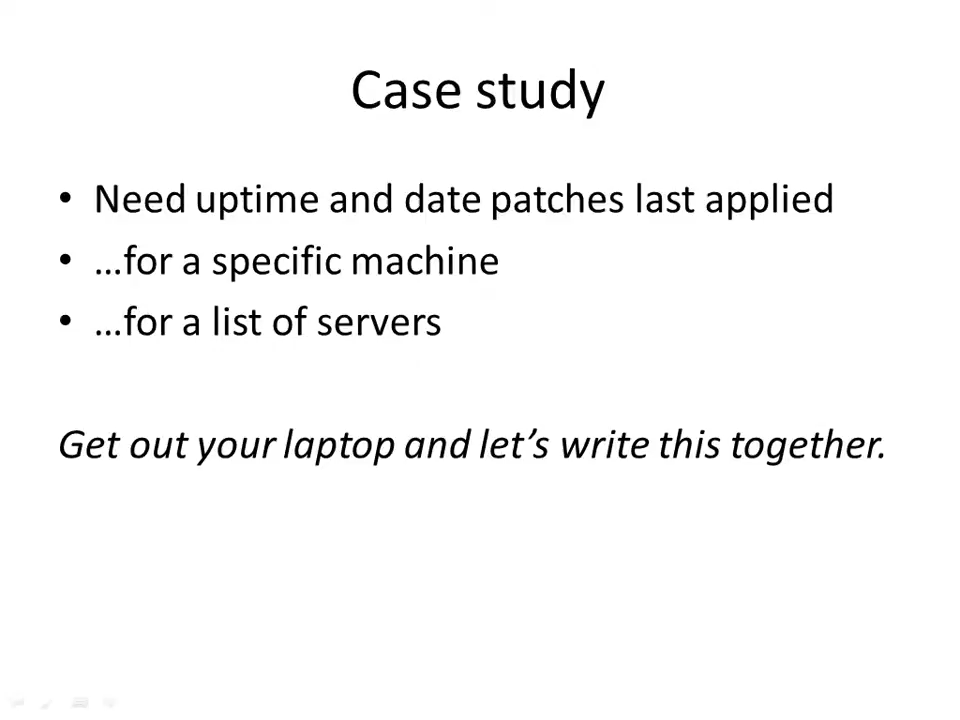 Case study
• Need uptime and date patches last applied
• …for a specific machine
• …for a list of servers
Get out your laptop and let’s write this together.